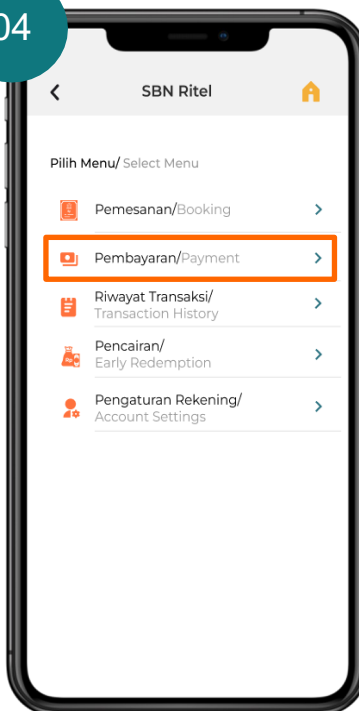 04
SBN Ritel
Pilih Menu/ Select Menu
Pemesanan/Booking
Pembayaran/Payment
Riwayat Transaksi/
Transaction History
Pencairan/
Early Redemption
Pengaturan Rekening/
Account Settings